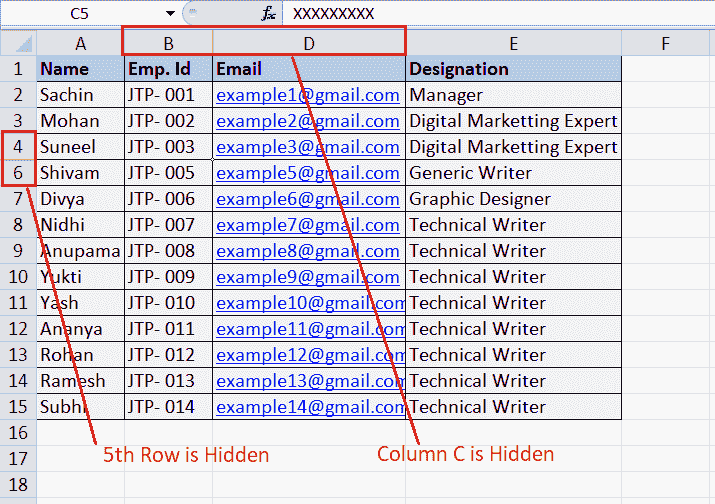 C5 fx XXXXXXXXX
A B D E F
1 Name Emp. Id Email Designation
2 Sachin JTP- 001 example1@gmail.com Manager
3 Mohan JTP- 002 example2@gmail.com Digital Marketting Expert
4 Suneel JTP- 003 example3@gmail.com Digital Marketting Expert
6 Shivam JTP- 005 example5@gmail.com Generic Writer
7 Divya JTP- 006 example6@gmail.com Graphic Designer
8 Nidhi JTP- 007 example7@gmail.com Technical Writer
9 Anupama JTP- 008 example8@gmail.com Technical Writer
10 Yukti JTP- 009 example9@gmail.com Technical Writer
11 Yash JTP- 010 example10@gmail.com Technical Writer
12 Ananya JTP- 011 example11@gmail.com Technical Writer
13 Rohan JTP- 012 example12@gmail.com Technical Writer
14 Ramesh JTP- 013 example13@gmail.com Technical Writer
15 Subhi JTP- 014 example14@gmail.com Technical Writer
16
17 5th Row is Hidden Column C is Hidden
18